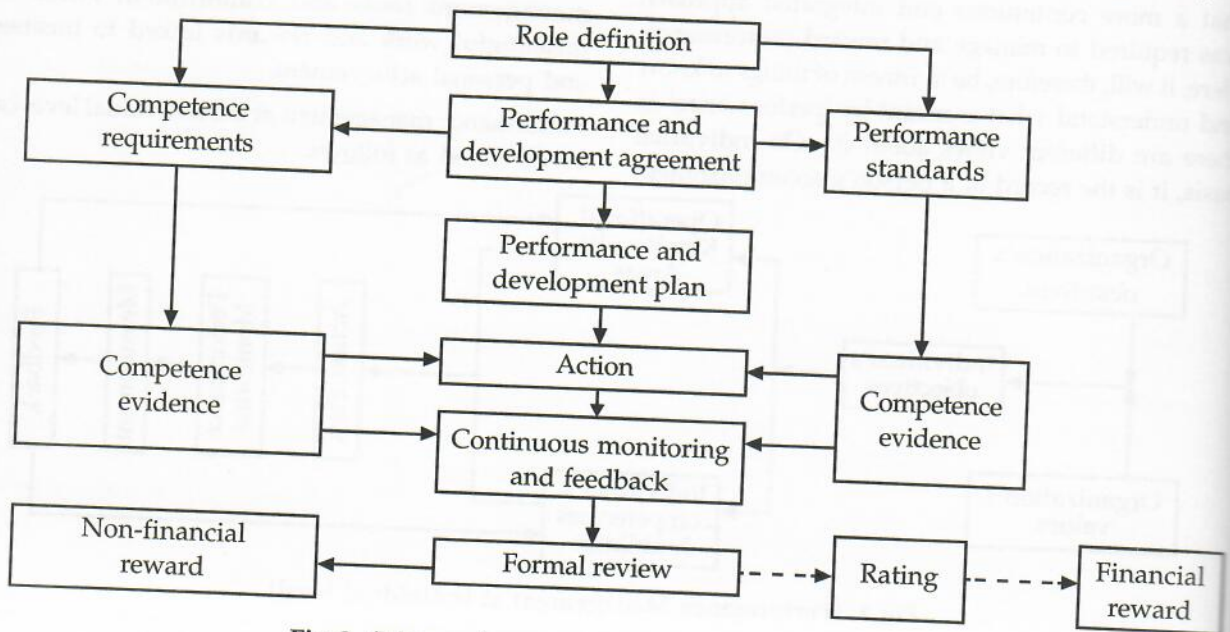 Role definition
Competence
requirements
Performance and
development agreement
Performance
standards
Performance and
development plan
Competence
evidence
Action
Competence
evidence
Continuous monitoring
and feedback
Non-financial
reward
Formal review
Rating
Financial
reward